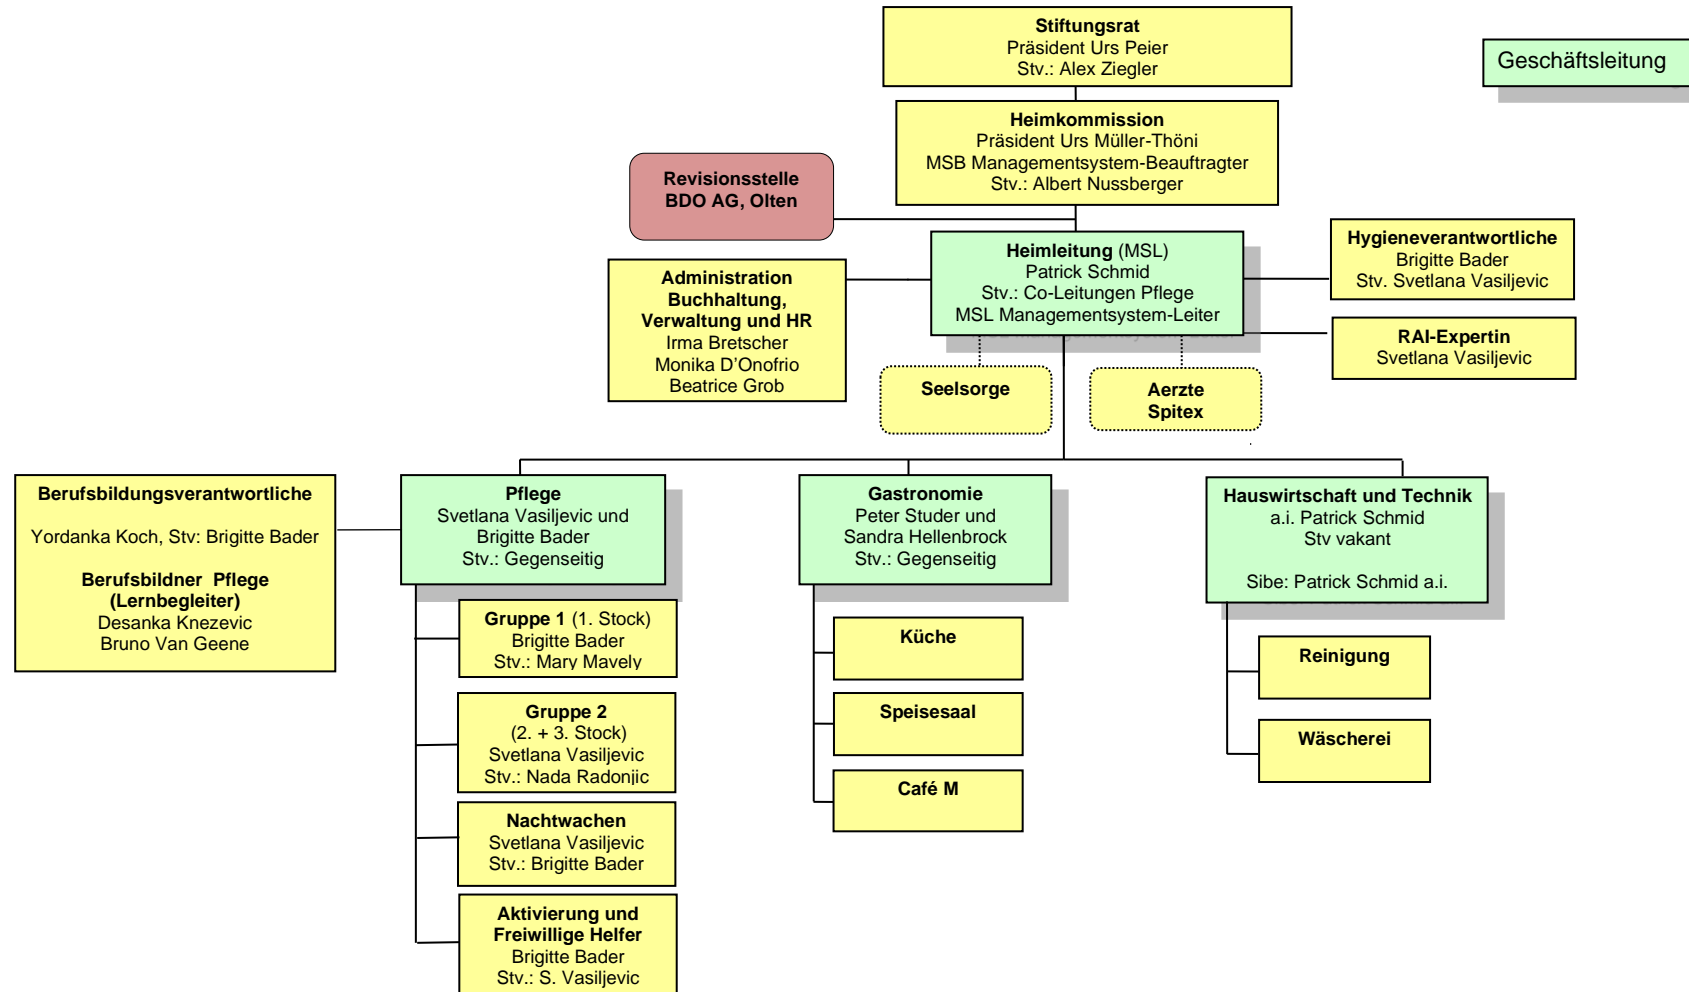 Stiftungsrat
Präsident Urs Peier
Stv.: Alex Ziegler
Geschäftsleitung
Heimkommission
Präsident Urs Müller-Thöni
MSB Managementsystem-Beauftragter
Stv.: Albert Nussberger
Revisionsstelle
BDO AG, Olten
Heimleitung (MSL)
Patrick Schmid
Stv.: Co-Leitungen Pflege
MSL Managementsystem-Leiter
Hygieneverantwortliche
Brigitte Bader
Stv. Svetlana Vasiljevic
Administration
Buchhaltung,
Verwaltung und HR
Irma Bretscher
Monika D’Onofrio
Beatrice Grob
RAI-Expertin
Svetlana Vasiljevic
Seelsorge
Aerzte
Spitex
Berufsbildungsverantwortliche
Yordanka Koch, Stv: Brigitte Bader
Berufsbildner Pflege
(Lernbegleiter)
Desanka Knezevic
Bruno Van Geene
Pflege
Svetlana Vasiljevic und
Brigitte Bader
Stv.: Gegenseitig
Gastronomie
Peter Studer und
Sandra Hellenbrock
Stv.: Gegenseitig
Hauswirtschaft und Technik
a.i. Patrick Schmid
Stv vakant
Sibe: Patrick Schmid a.i.
Gruppe 1 (1. Stock)
Brigitte Bader
Stv.: Mary Mavely
Gruppe 2
(2. + 3. Stock)
Svetlana Vasiljevic
Stv.: Nada Radonjic
Nachtwachen
Svetlana Vasiljevic
Stv.: Brigitte Bader
Aktivierung und
Freiwillige Helfer
Brigitte Bader
Stv.: S. Vasiljevic
Küche
Speisesaal
Café M
Reinigung
Wäscherei